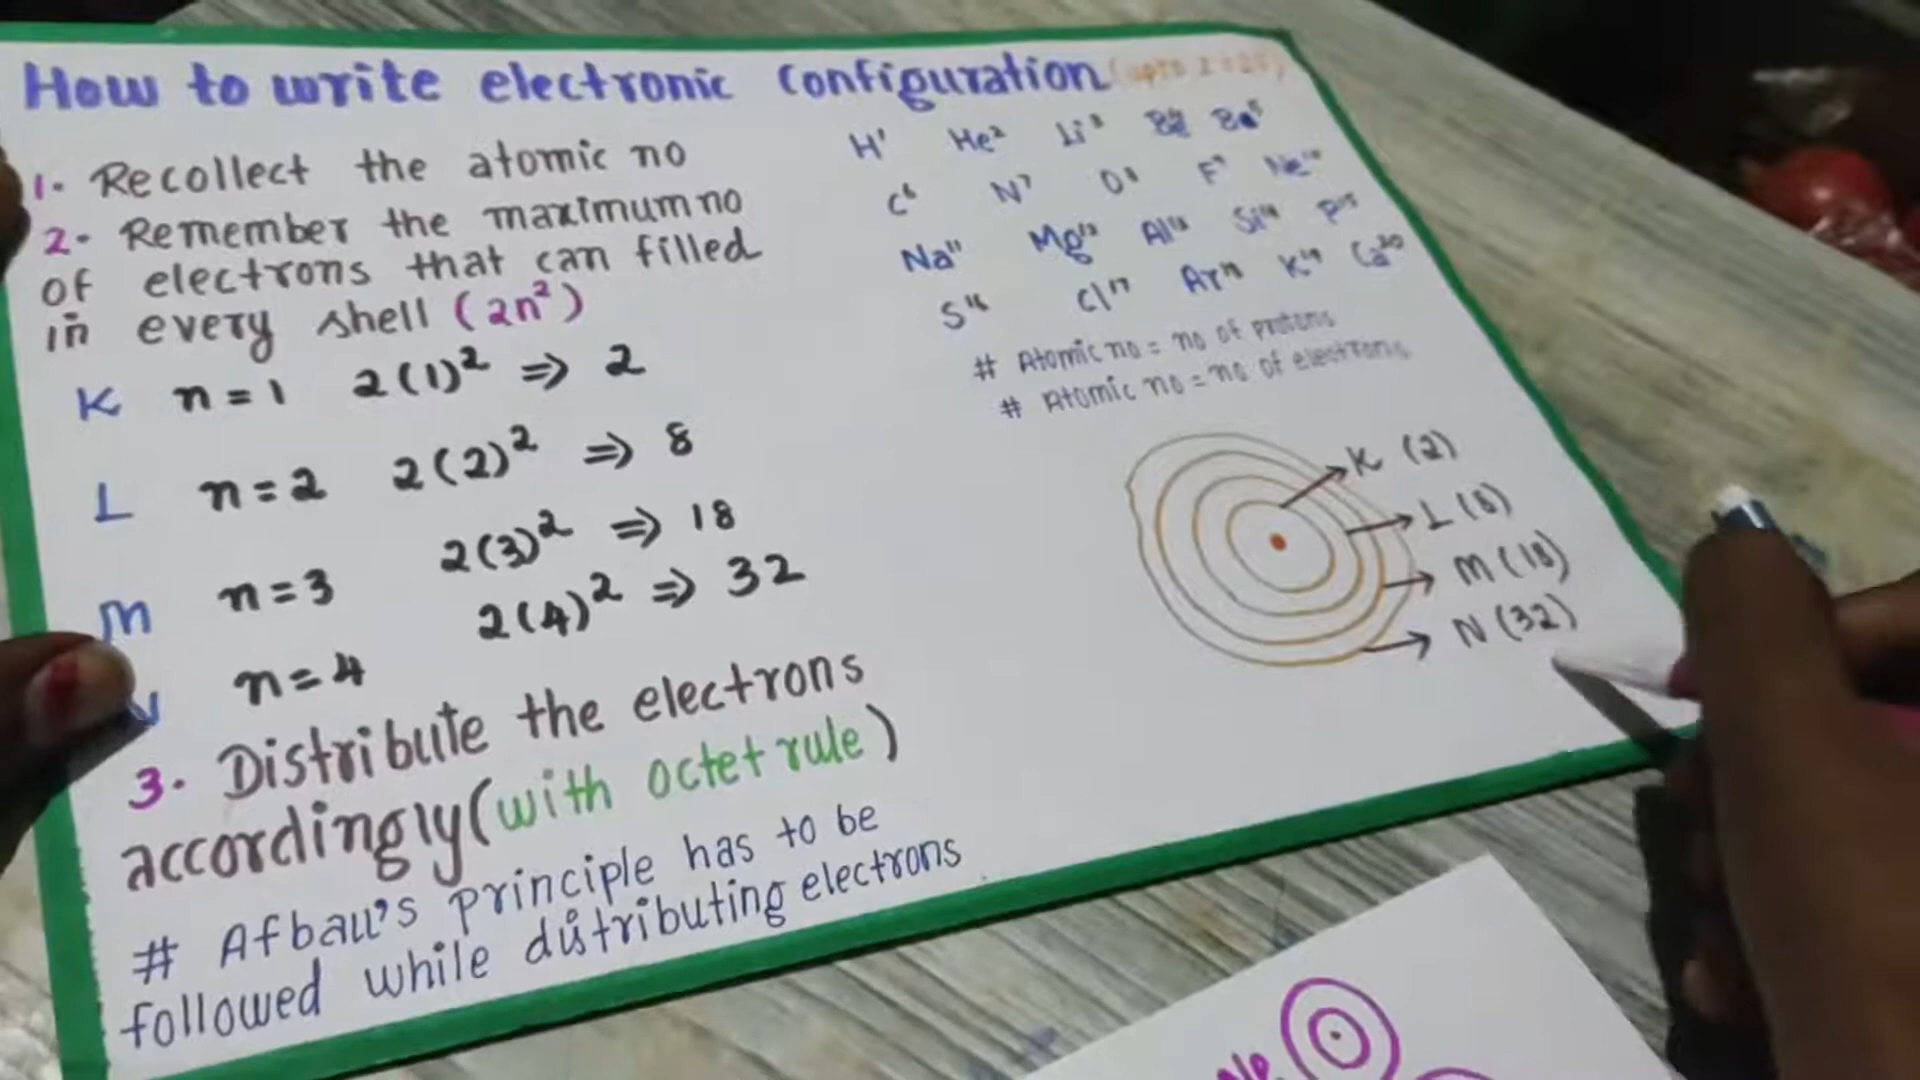 How to write electronic configuration (upto z=20)
1. Recollect the atomic no
2. Remember the maximum no
of electrons that can filled
in every shell (2n²)
K n=1 2(1)² ⇒ 2
L n=2 2(2)² ⇒ 8
M n=3 2(3)² ⇒ 18
N n=4 2(4)² ⇒ 32
3. Distribute the electrons
accordingly (with octet rule)
# Afbau's principle has to be
followed while distributing electrons
H¹ He² Li³
C⁶ N⁷ O⁸ F⁹ Ne¹⁰
Na¹¹ Mg¹² Al¹³ Si¹⁴ P¹⁵
S¹⁶ Cl¹⁷ Ar¹⁸ K¹⁹ Ca²⁰
# Atomic no = no of protons
# Atomic no = no of electrons
K (2)
L (8)
M (18)
N (32)